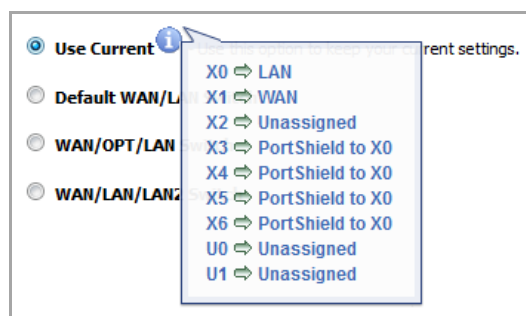 Use Current Use this option to keep your current settings.
X0 ⇒ LAN
Default WAN/LAN
X1 ⇒ WAN
X2 ⇒ Unassigned
WAN/OPT/LAN
X3 ⇒ PortShield to X0
X4 ⇒ PortShield to X0
WAN/LAN/LAN2
X5 ⇒ PortShield to X0
X6 ⇒ PortShield to X0
U0 ⇒ Unassigned
U1 ⇒ Unassigned